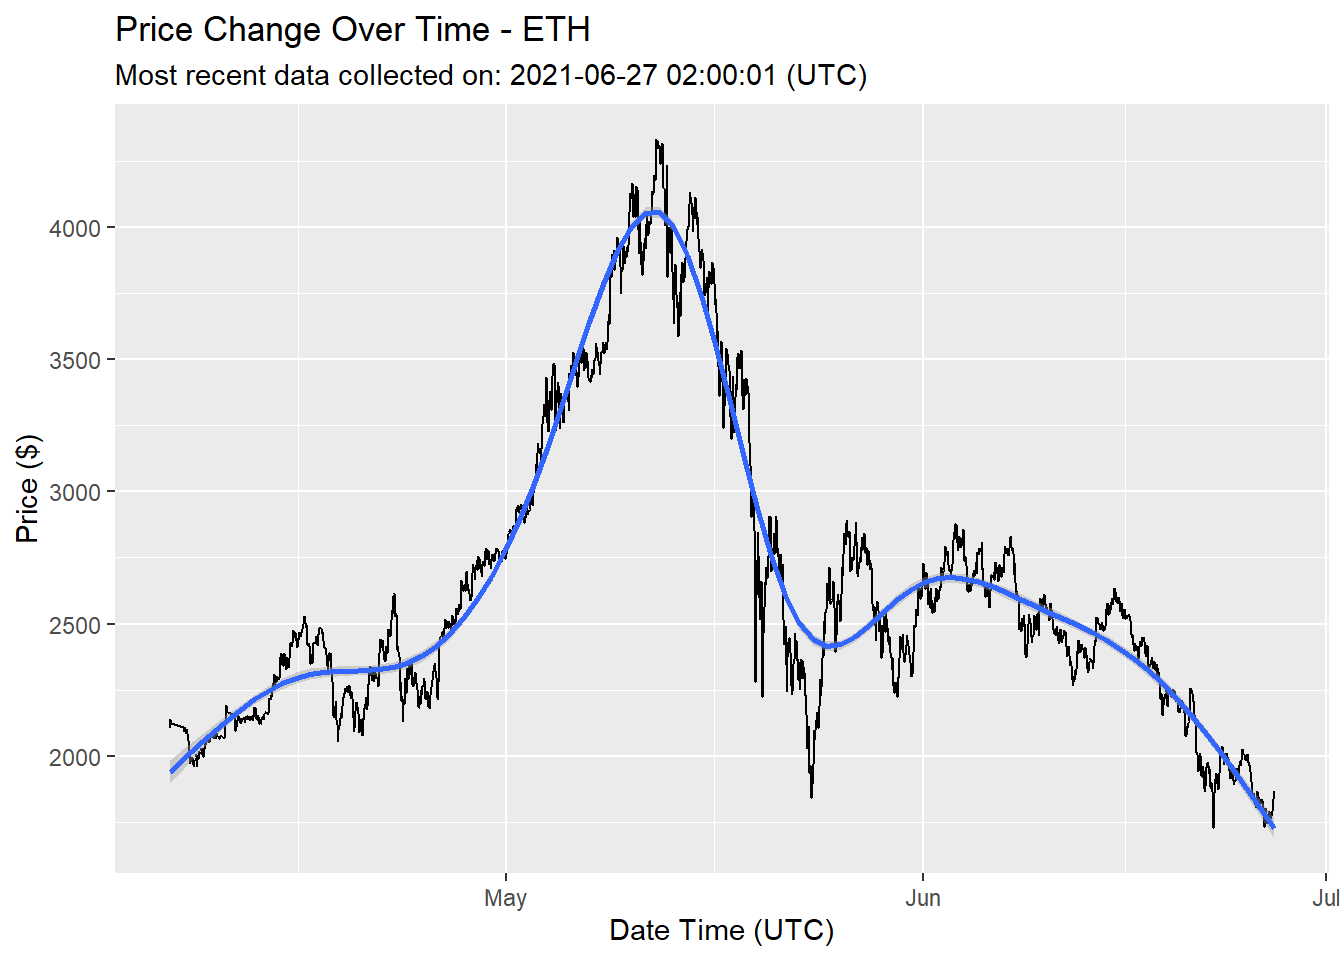 Price Change Over Time - ETH
Most recent data collected on: 2021-06-27 02:00:01 (UTC)
4000
3500
3000
2500
2000
Price ($)
May
Jun
Jul
Date Time (UTC)